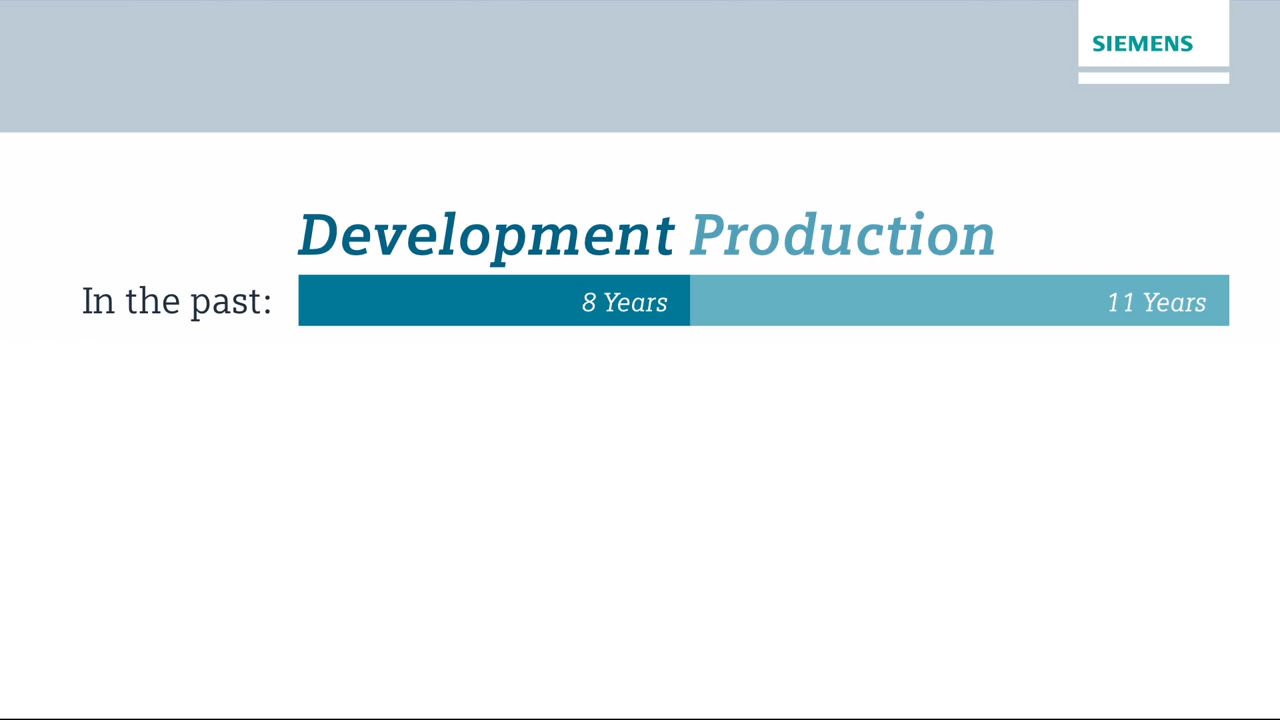 SIEMENS
Development Production
In the past: 8 Years 11 Years